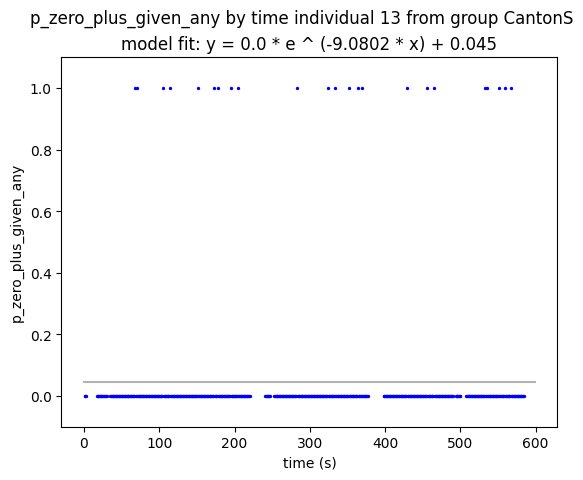 p_zero_plus_given_any by time individual 13 from group CantonS
model fit: y = 0.0 * e ^ (-9.0802 * x) + 0.045
1.0
0.8
0.6
0.4
0.2
0.0
p_zero_plus_given_any
0 100 200 300 400 500 600
time (s)